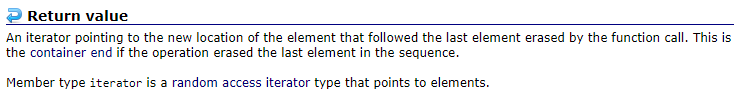 Return value
An iterator pointing to the new location of the element that followed the last element erased by the function call. This is
the container end if the operation erased the last element in the sequence.
Member type iterator is a random access iterator type that points to elements.